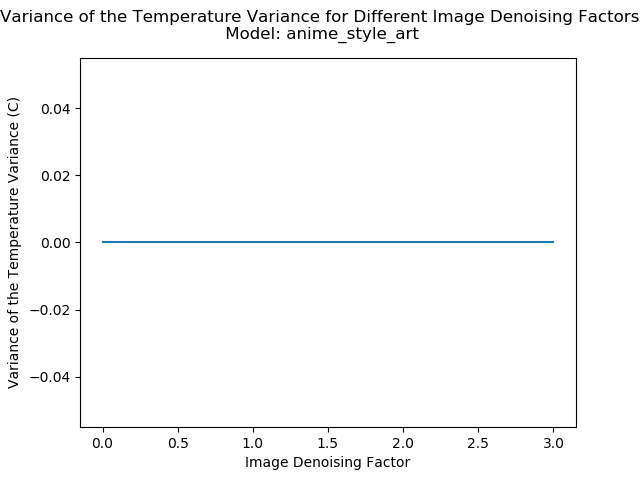 Variance of the Temperature Variance for Different Image Denoising Factors
Model: anime_style_art
Variance of the Temperature Variance (C)
0.04
0.02
0.00
−0.02
−0.04
0.0 0.5 1.0 1.5 2.0 2.5 3.0
Image Denoising Factor